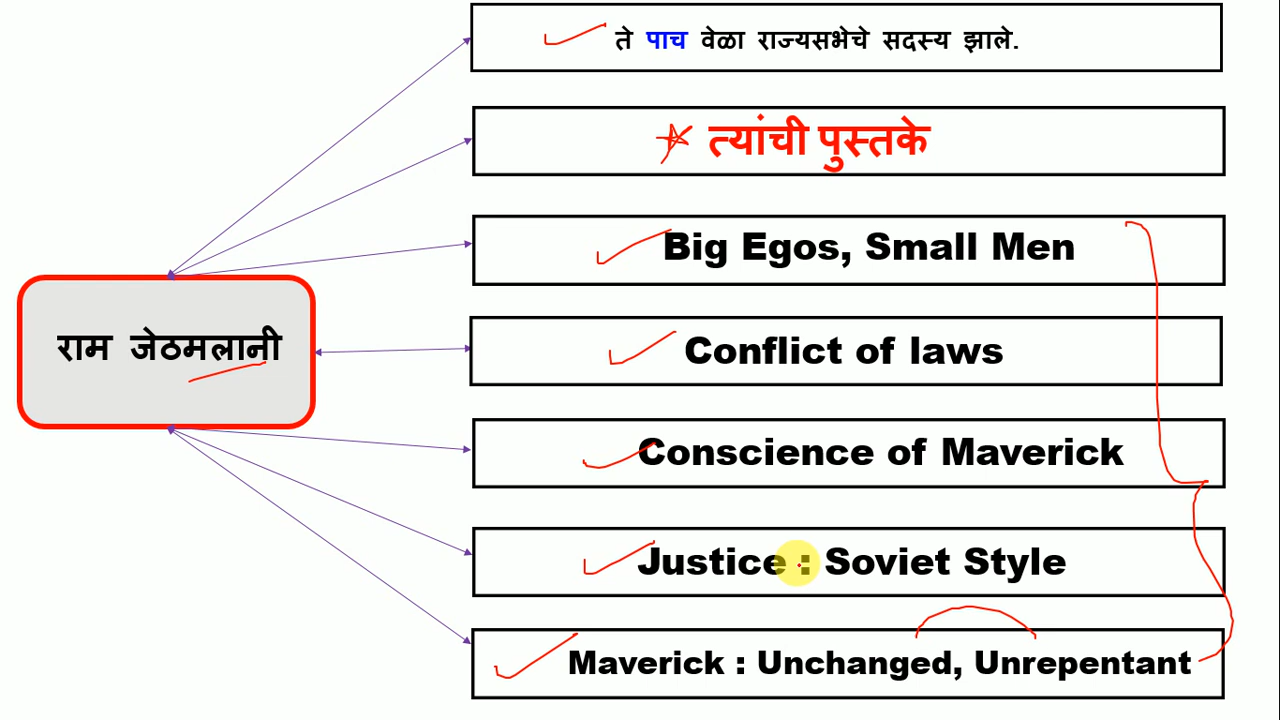 ते पाच वेळा राज्यसभेचे सदस्य झाले.
त्यांची पुस्तके
Big Egos, Small Men
राम जेठमलानी
Conflict of laws
Conscience of Maverick
Justice : Soviet Style
Maverick : Unchanged, Unrepentant